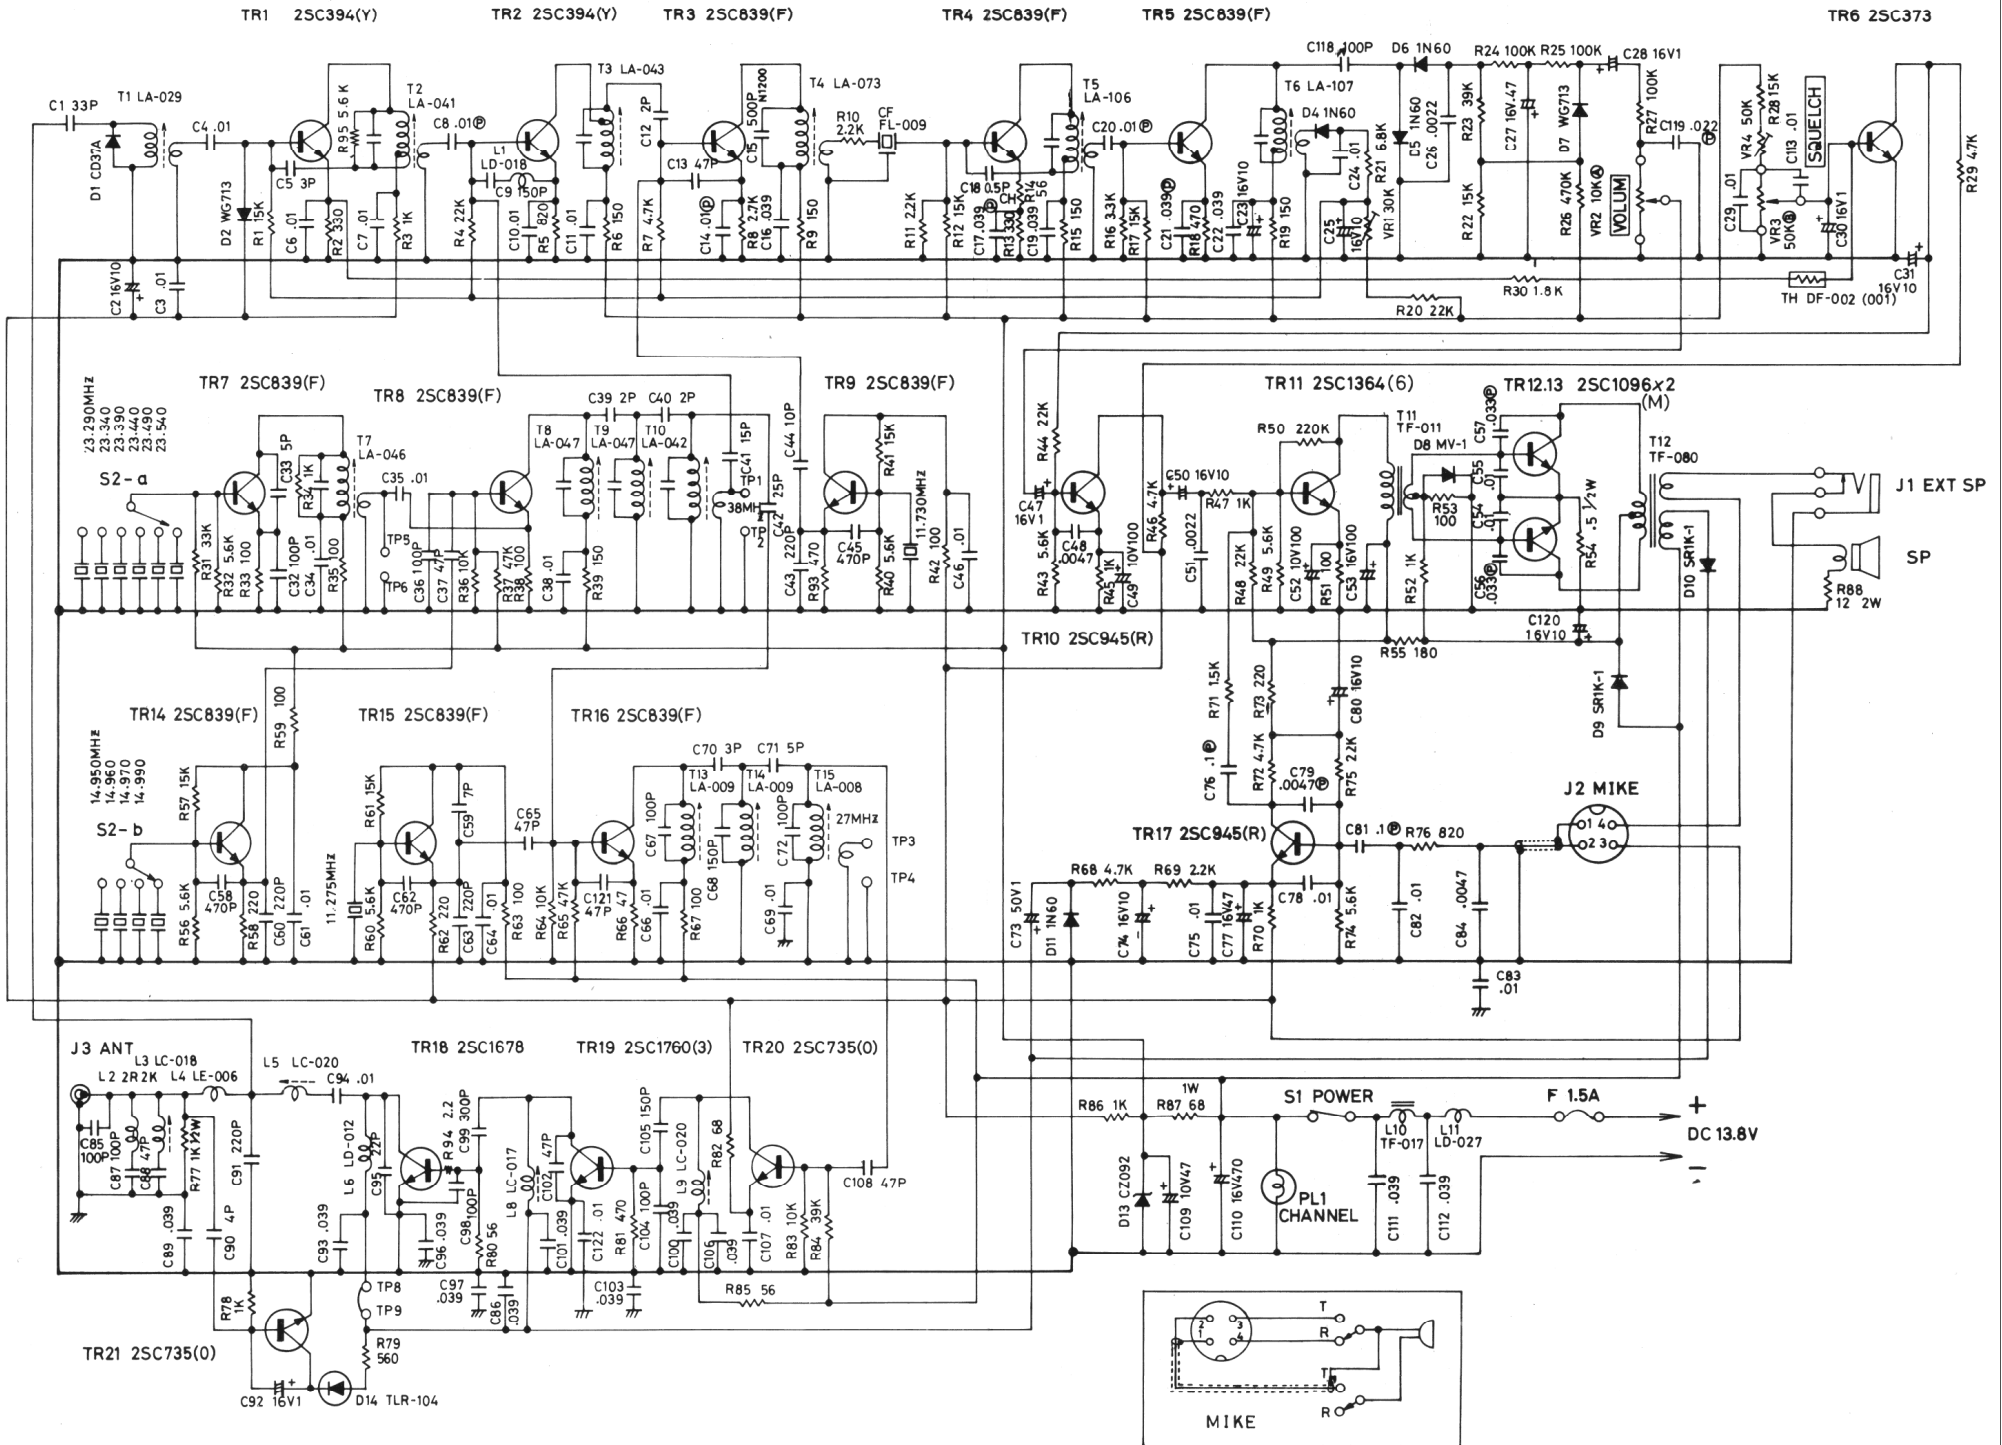 TR1 2SC394(Y)
TR2 2SC394(Y)
TR3 2SC839(F)
TR4 2SC839(F)
TR5 2SC839(F)
TR6 2SC373
C1 33P
T1 LA-029
D1 CD37A
C4 .01
R95 5.6K
T2
LA-041
C8 .01Ⓟ
L1
LD-018
C9 150P
T3 LA-043
C12 2P
C13 47P
C15 500P
N1200
T4 LA-073
R10
2.2K
CF
FL-009
T5
LA-106
C20 .01Ⓟ
C18 0.5P
CH
R14
56
T6 LA-107
C118 100P
D6 1N60
D4 1N60
D5 1N60
C26 .0022
R24 100K
R25 100K
C28 16V1
R23 39K
C27 16V.47
D7 WG713
R27 100K
C119 .022
Ⓟ
VR4 50K
R28 15K
C113 .01
SQUELCH
R29 47K
D2 WG713
R1 15K
C5 3P
C6 .01
R2 330
C7 .01
R3 1K
R4 22K
C10 .01
R5 820
C11 .01
R6 150
R7 4.7K
C14 .01Ⓟ
R8 2.7K
C16 .039
R9 150
R11 2.2K
R12 15K
C17 .039Ⓟ
R13 330
C19 .039
R15 150
R16 3.3K
R17 15K
C21 .039Ⓟ
R18 470
C22 .039
C23 16V10
R19 150
C24 .01
R21 6.8K
C25
16V10
VR1 30K
R22 15K
R26 470K
VR2 10KⒶ
VOLUM
C29 .01
VR3
50KⒷ
C30 16V1
C31
16V10
C2 16V10
C3 .01
R30 1.8K
R20 22K
TH DF-002 (001)
23.290MHz
23.340
23.390
23.440
23.490
23.540
S2-a
TR7 2SC839(F)
TR8 2SC839(F)
TR9 2SC839(F)
TR11 2SC1364(6)
TR12.13 2SC1096x2
(M)
C33 5P
R34 1K
T7
LA-046
C35 .01
C39 2P
C40 2P
T8
LA-047
T9
LA-047
T10
LA-042
C41 15P
C44 10P
TP1
38MHz
TP
2
C42 25P
R41 15K
11.730MHz
R31 33K
R32 5.6K
R33 100
C32 100P
C34 .01
R35 100
TP5
TP6
C36 100P
C37 47P
R36 10K
R37 47K
R38 100
C38 .01
R39 150
C43 220P
R93 470
C45
470P
R40 5.6K
R42 100
C46 .01
R44 22K
C47
16V1
R43 5.6K
C48
.0047
R45 1K
C49 10V100
R46 4.7K
C50 16V10
R47 1K
C51 .0022
R48 22K
R49 5.6K
R50 220K
C52 10V100
R51 100
C53 16V100
T11
TF-011
D8 MV-1
R53
100
R52 1K
C57 .033Ⓟ
C55 .01
C54 .01
C56
.033Ⓟ
R54 .5 1/2W
T12
TF-080
D10 SR1K-1
J1 EXT SP
SP
R88
12 2W
C120
16V10
TR10 2SC945(R)
R55 180
R71 1.5K
R73 220
C80 16V10
D9 SR1K-1
TR14 2SC839(F)
TR15 2SC839(F)
TR16 2SC839(F)
R59 100
14.950MHz
14.960
14.970
14.990
S2-b
R57 15K
R56 5.6K
C58
470P
R58 220
C60 220P
C61 .01
11.275MHz
R61 15K
R60 5.6K
C62
470P
R62 220
C59 7P
C63 220P
C64 .01
R63 100
C65
47P
R64 10K
R65 47K
C121
47P
R66 47
C66 .01
R67 100
C70 3P
C71 5P
T13
LA-009
T14
LA-009
T15
LA-008
C67 100P
C68 150P
C72 100P
27MHz
C69 .01
TP3
TP4
C76 .1Ⓟ
R72 4.7K
C79
.0047Ⓟ
R75 22K
J2 MIKE
1 4
2 3
TR17 2SC945(R)
C81 .1Ⓟ
R76 820
C73 50V1
D11 1N60
R68 4.7K
R69 2.2K
C74 16V10
C75 .01
C77 16V47
R70 1K
C78 .01
R74 5.6K
C82 .01
C84 .0047
C83
.01
J3 ANT
L3 LC-018
L2 2R2K
L4 LE-006
L5 LC-020
C94 .01
TR18 2SC1678
TR19 2SC1760(3)
TR20 2SC735(O)
C85
100P
C87 100P
C88 47P
R77 1K1/2W
C91 220P
C89 .039
C90 4P
L6 LD-012
C95 22P
C93 .039
R94 2.2
C99 300P
C98
100P
C96 .039
R80 56
L8 LC-017
C102 47P
C101 .039
C122 .01
R81 470
C104 100P
C105 150P
C100 .039
L9 LC-020
R82 68
C106
.039
C107 .01
R83 10K
R84 39K
C108 47P
C97
.039
C86
.039
C103
.039
R85 56
R78
1K
TP8
TP9
R79
560
TR21 2SC735(O)
C92 16V1
D14 TLR-104
R86 1K
1W
R87 68
S1 POWER
F 1.5A
L10
TF-017
L11
LD-027
+
DC 13.8V
-
D13 CZ092
C109 10V47
C110 16V470
PL1
CHANNEL
C111 .039
C112 .039
2 3
1 4
T
R
T
R
MIKE